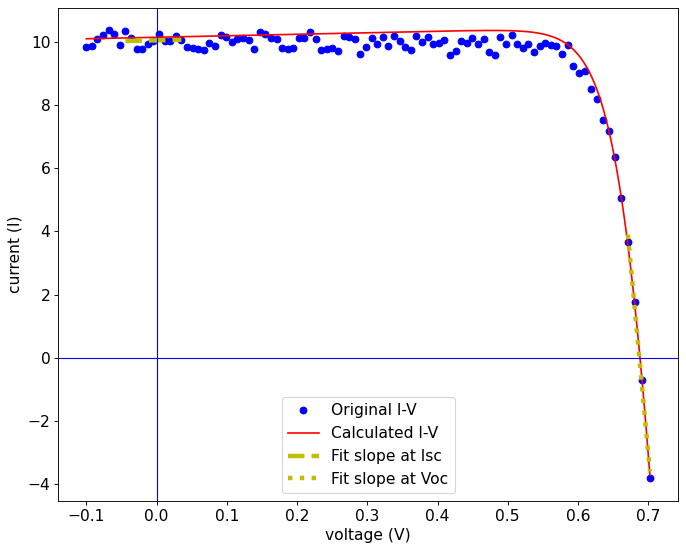 10
8
6
4
2
0
−2
−4
current (I)
Original I-V
Calculated I-V
Fit slope at Isc
Fit slope at Voc
−0.1 0.0 0.1 0.2 0.3 0.4 0.5 0.6 0.7
voltage (V)